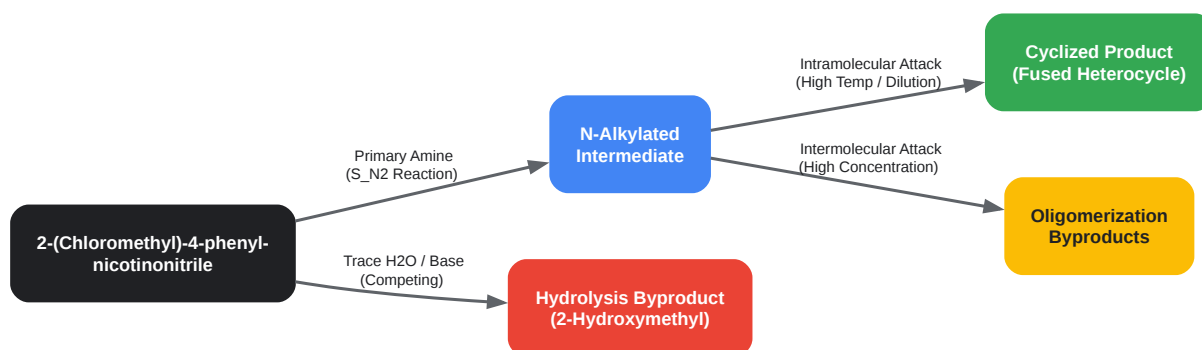 Cyclized Product
(Fused Heterocycle)
Intramolecular Attack
(High Temp / Dilution)
N-Alkylated
Intermediate
Primary Amine
(S_N2 Reaction)
Intermolecular Attack
(High Concentration)
Oligomerization
Byproducts
2-(Chloromethyl)-4-phenyl-
nicotinonitrile
Trace H2O / Base
(Competing)
Hydrolysis Byproduct
(2-Hydroxymethyl)